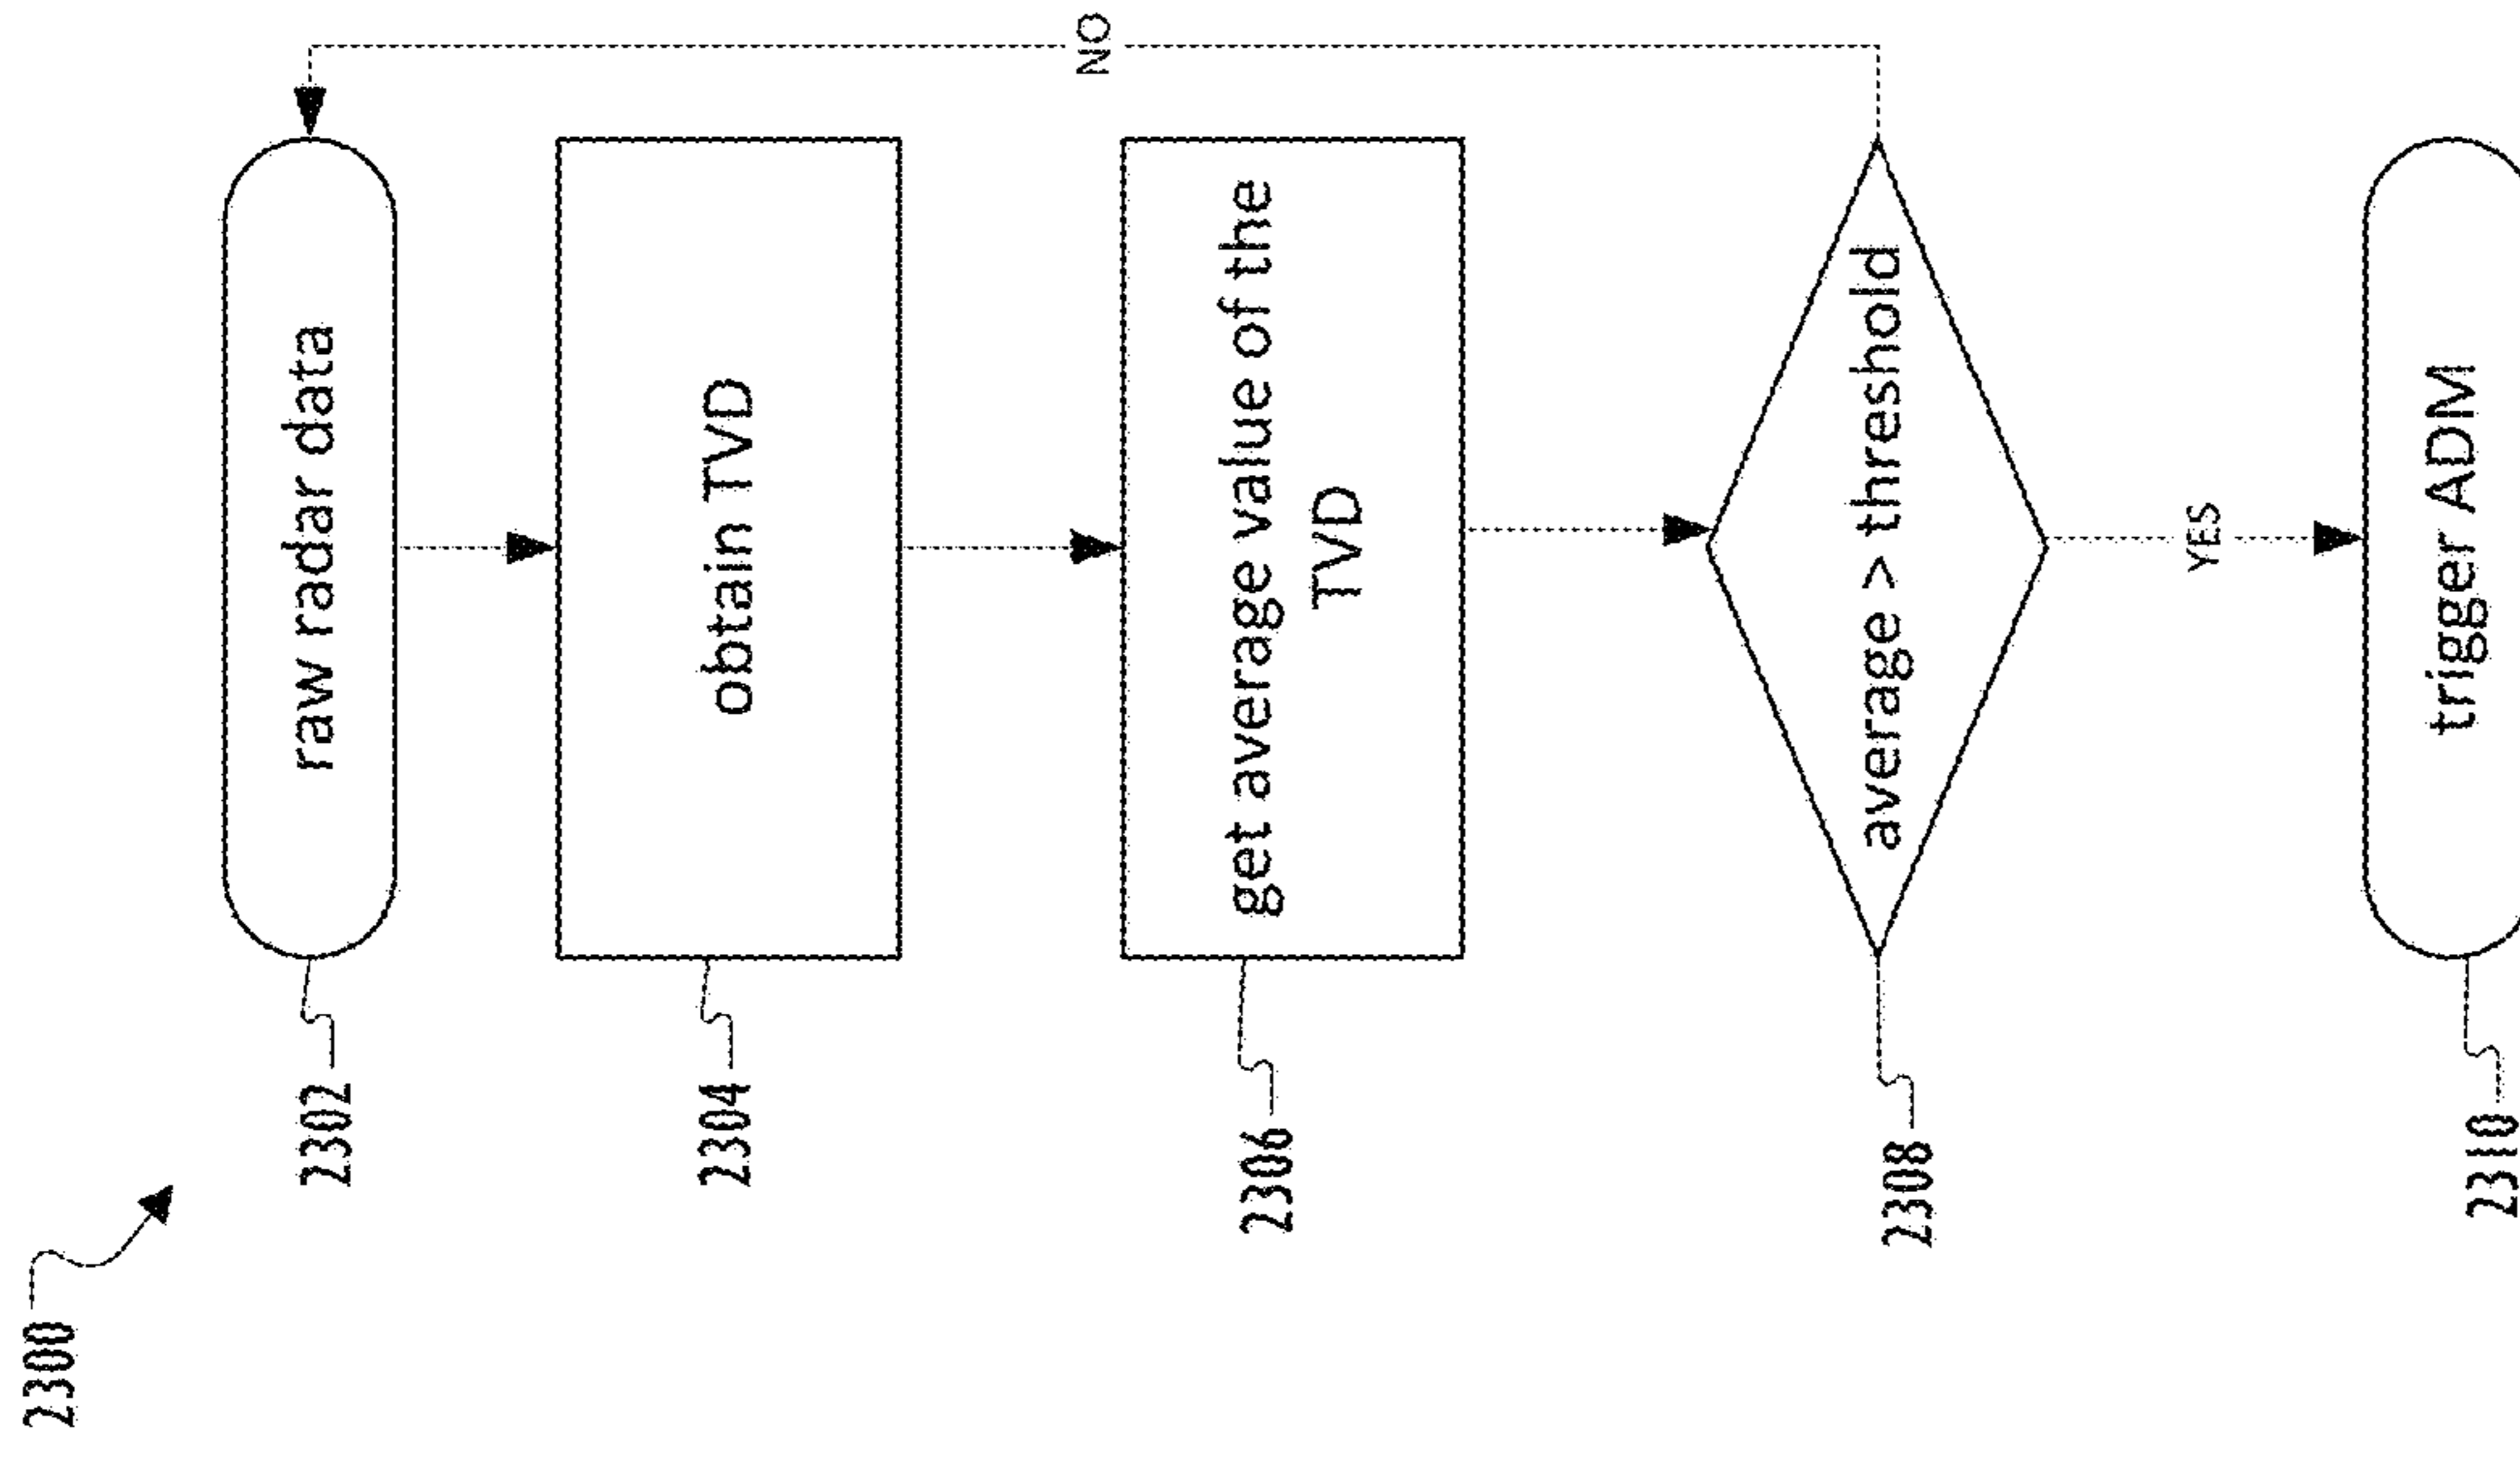 2300
2302
raw radar data
2304
obtain TVD
2306
get average value of the
TVD
2308
average > threshold
NO
YES
2310
trigger ADM